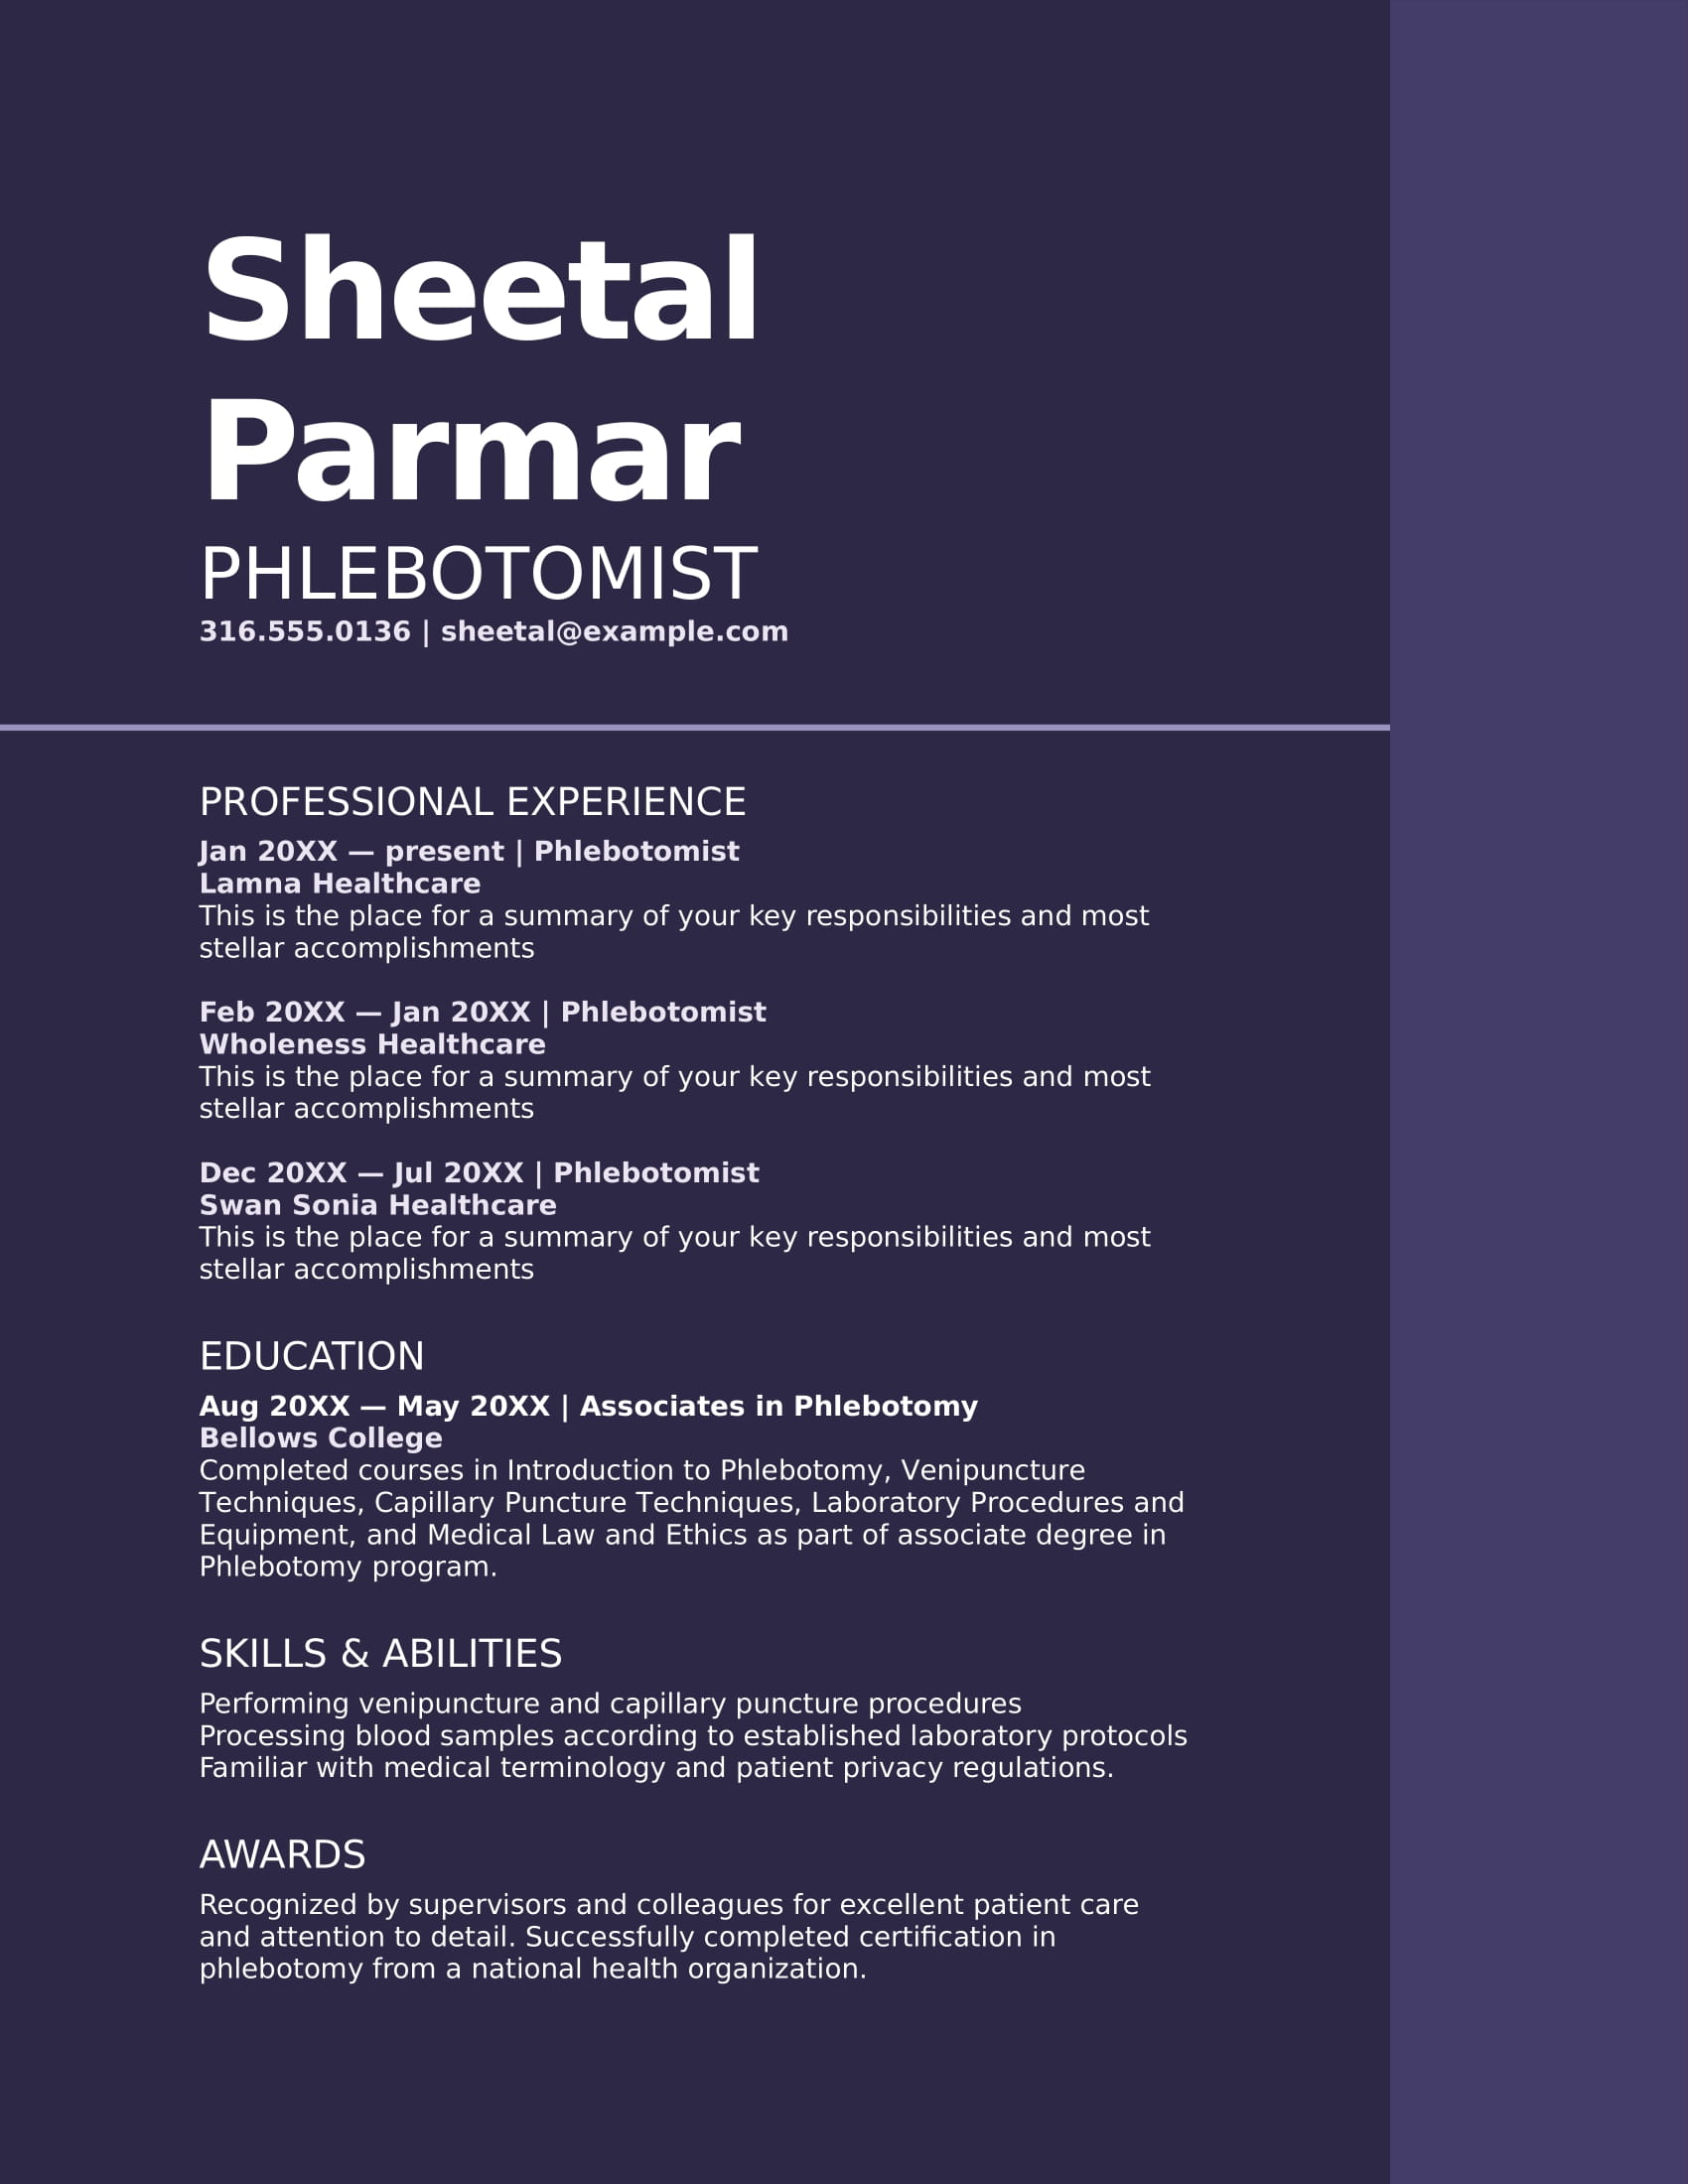 Sheetal
Parmar
PHLEBOTOMIST
316.555.0136 | sheetal@example.com
PROFESSIONAL EXPERIENCE
Jan 20XX — present | Phlebotomist
Lamna Healthcare
This is the place for a summary of your key responsibilities and most
stellar accomplishments
Feb 20XX — Jan 20XX | Phlebotomist
Wholeness Healthcare
This is the place for a summary of your key responsibilities and most
stellar accomplishments
Dec 20XX — Jul 20XX | Phlebotomist
Swan Sonia Healthcare
This is the place for a summary of your key responsibilities and most
stellar accomplishments
EDUCATION
Aug 20XX — May 20XX | Associates in Phlebotomy
Bellows College
Completed courses in Introduction to Phlebotomy, Venipuncture
Techniques, Capillary Puncture Techniques, Laboratory Procedures and
Equipment, and Medical Law and Ethics as part of associate degree in
Phlebotomy program.
SKILLS & ABILITIES
Performing venipuncture and capillary puncture procedures
Processing blood samples according to established laboratory protocols
Familiar with medical terminology and patient privacy regulations.
AWARDS
Recognized by supervisors and colleagues for excellent patient care
and attention to detail. Successfully completed certification in
phlebotomy from a national health organization.